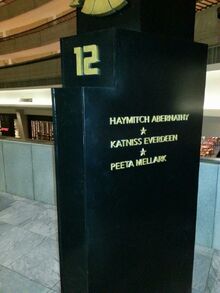 12
HAYMITCH ABERNATHY
★
KATNISS EVERDEEN
★
PEETA MELLARK